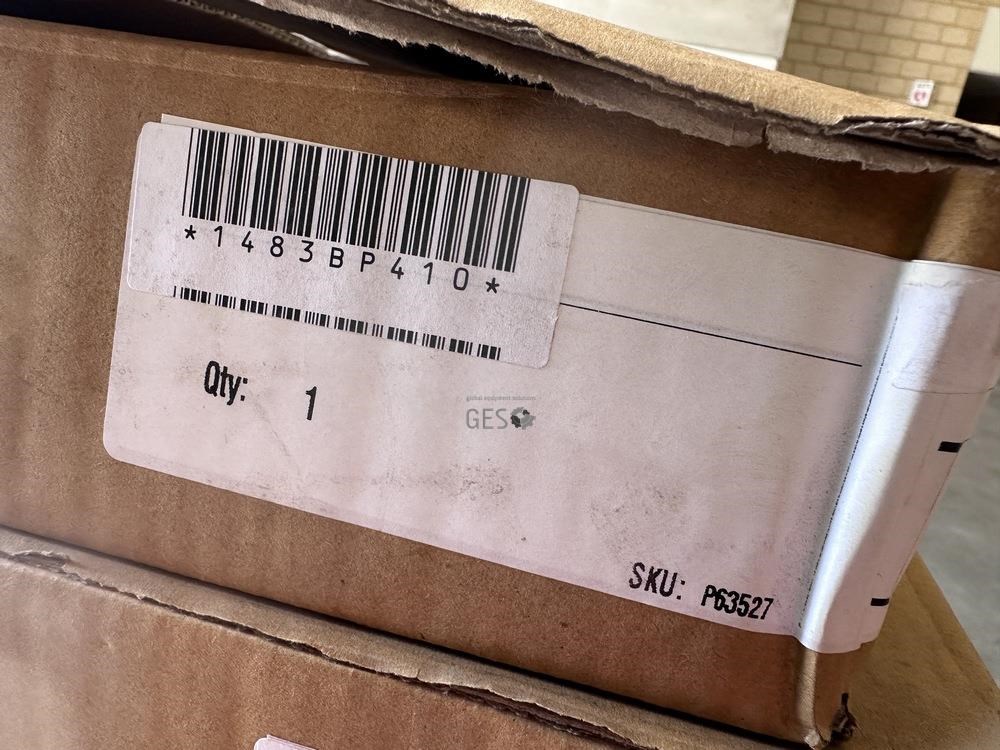 *1483BP410*
Qty: 1
global equipment solutions
GES
SKU: P63527